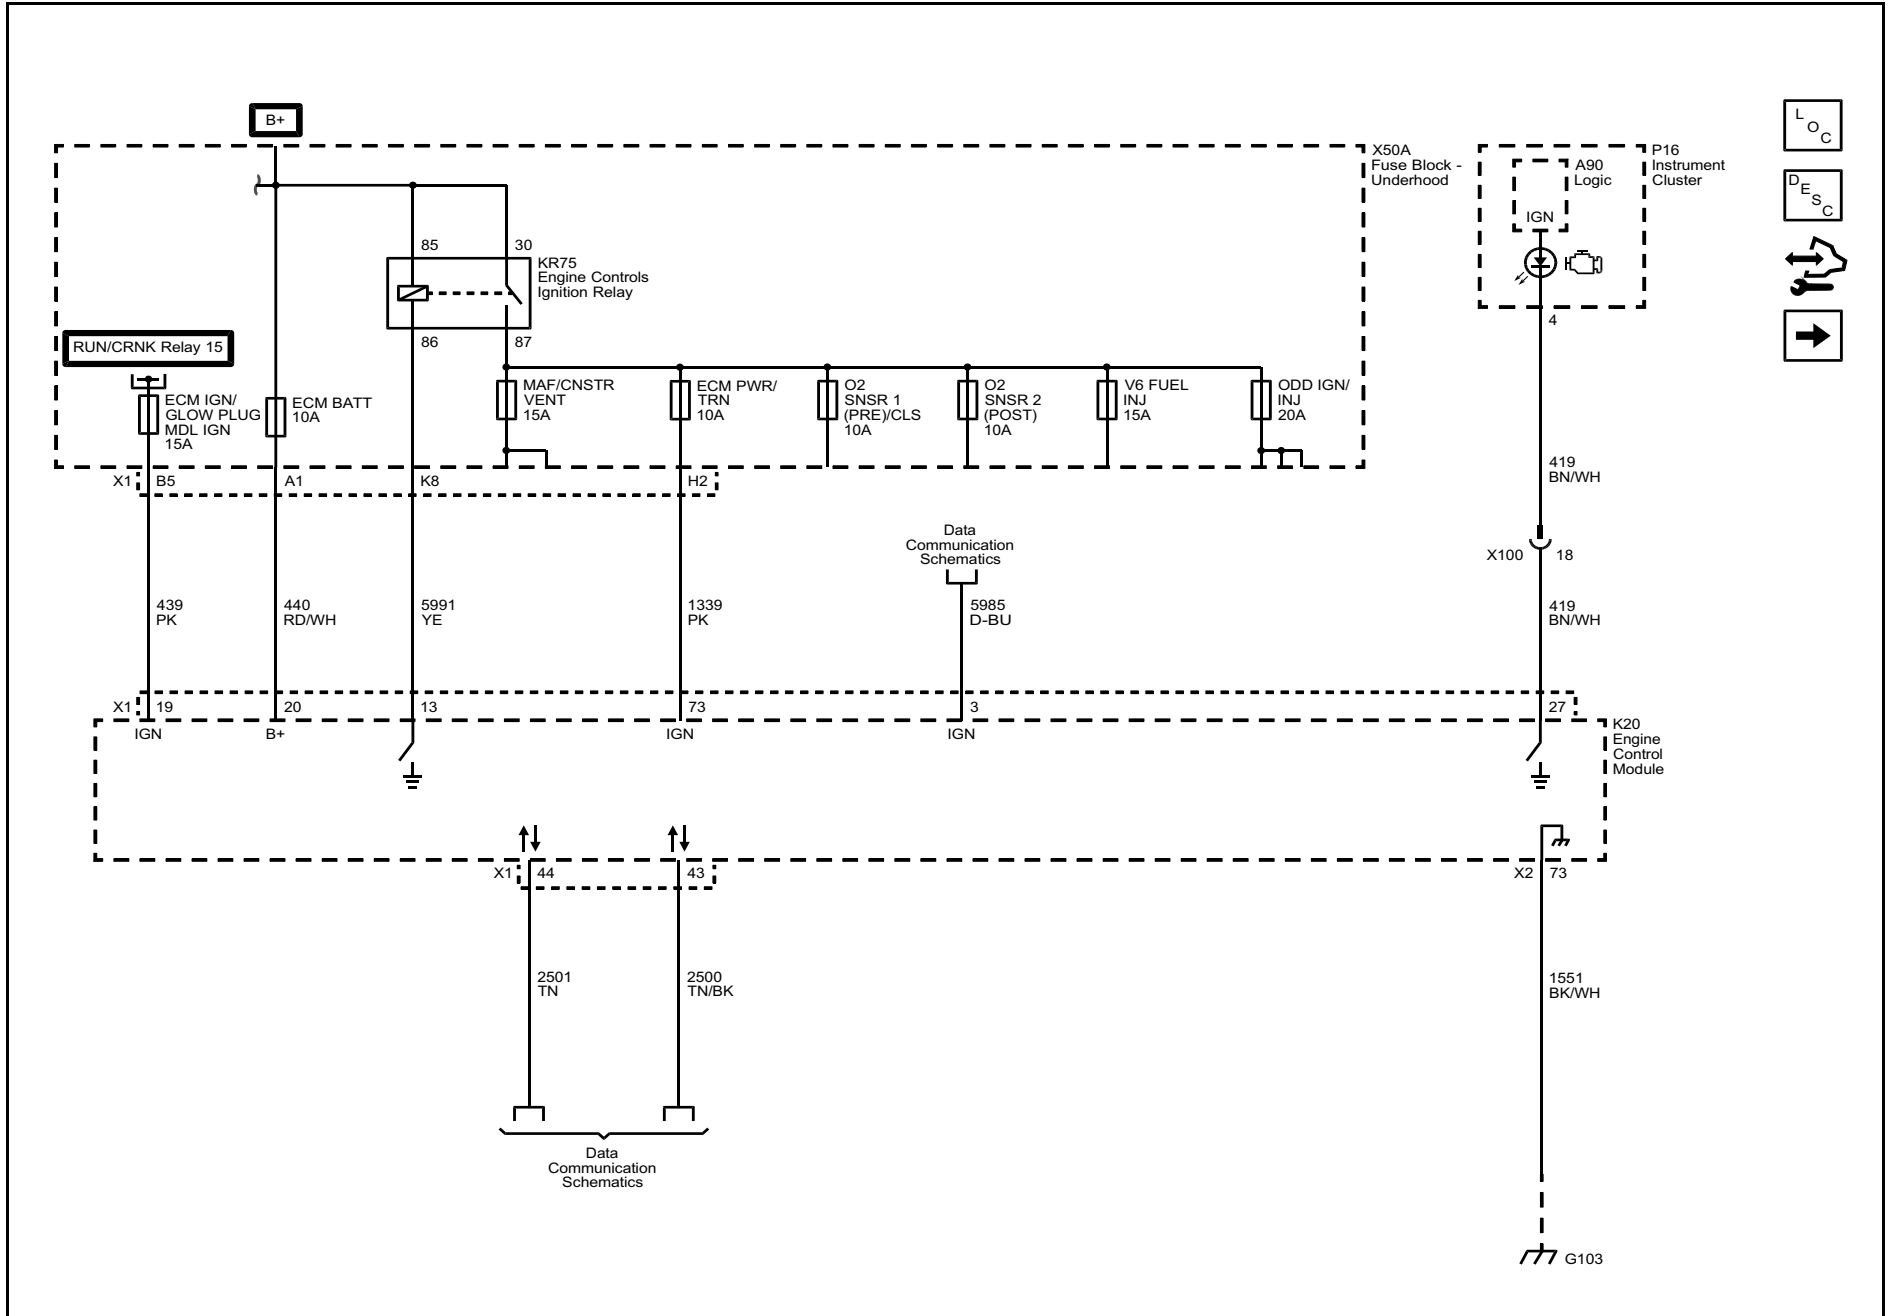 B+
X50A
Fuse Block -
Underhood
P16
Instrument
Cluster
A90
Logic
IGN
LOC
DESC
85
30
KR75
Engine Controls
Ignition Relay
86
87
4
RUN/CRNK Relay 15
ECM IGN/
GLOW PLUG
MDL IGN
15A
ECM BATT
10A
MAF/CNSTR
VENT
15A
ECM PWR/
TRN
10A
O2
SNSR 1
(PRE)/CLS
10A
O2
SNSR 2
(POST)
10A
V6 FUEL
INJ
15A
ODD IGN/
INJ
20A
X1
B5
A1
K8
H2
419
BN/WH
Data
Communication
Schematics
X100
18
439
PK
440
RD/WH
5991
YE
1339
PK
5985
D-BU
419
BN/WH
X1
19
20
13
73
3
27
IGN
B+
IGN
IGN
K20
Engine
Control
Module
X1
44
43
X2
73
2501
TN
2500
TN/BK
1551
BK/WH
Data
Communication
Schematics
G103